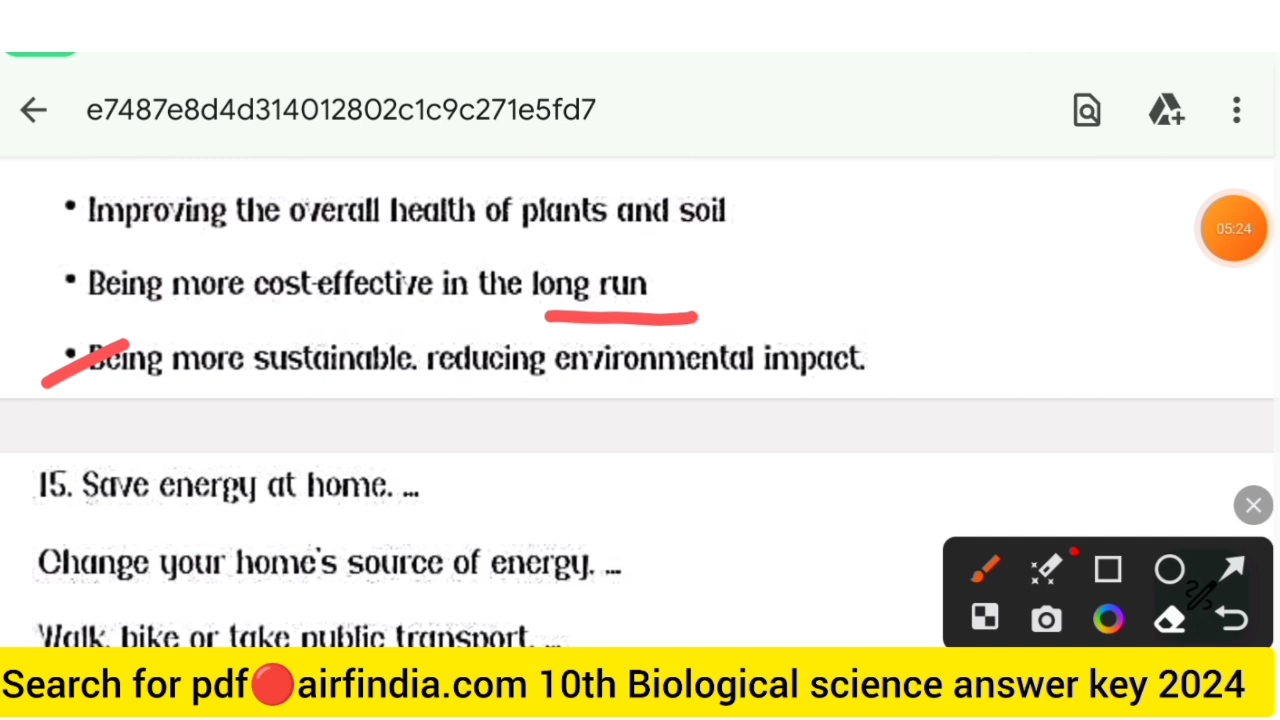 e7487e8d4d314012802c1c9c271e5fd7
• Improving the overall health of plants and soil
05:24
• Being more cost-effective in the long run
• Being more sustainable. reducing environmental impact.
15. Save energy at home. ...
Change your home's source of energy. ...
Walk, bike or take public transport. ...
Search for pdf🔴airfindia.com 10th Biological science answer key 2024